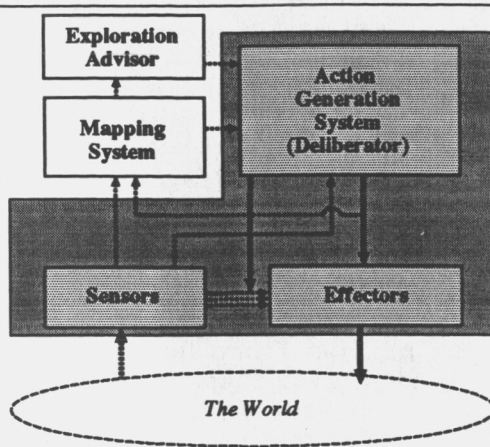 Exploration
Advisor
Mapping
System
Action
Generation
System
(Deliberator)
Sensors
Effectors
The World